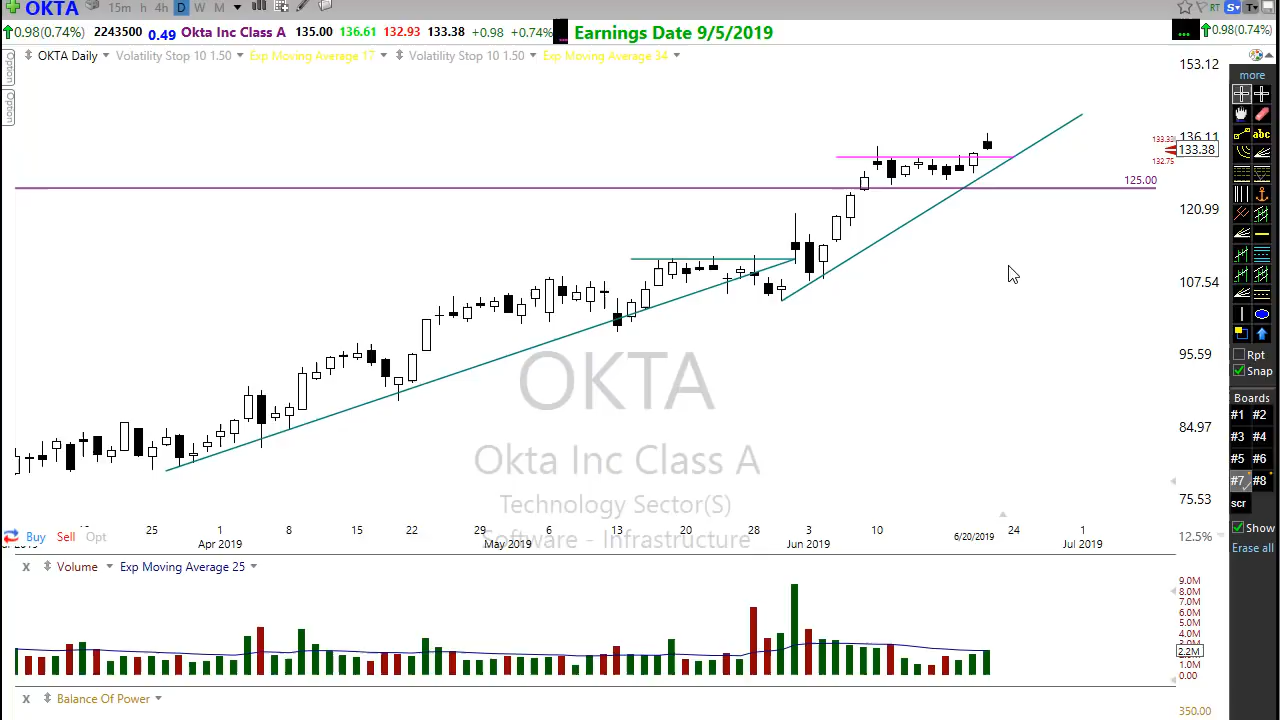 OKTA 15m h 4h D W M RT S T
0.98(0.74%) 2243500 0.49 Okta Inc Class A 135.00 136.61 132.93 133.38 +0.98 +0.74% ... Earnings Date 9/5/2019 ... 0.98(0.74%)
OKTA Daily Volatility Stop 10 1.50 Exp Moving Average 17 Volatility Stop 10 1.50 Exp Moving Average 34
Option
Option
153.12
136.11
133.38
132.75
125.00
120.99
107.54
95.59
84.97
75.53
12.5%
OKTA
Okta Inc Class A
Technology Sector(S)
Software - Infrastructure
25 1 8 15 22 29 6 13 20 28 3 10 6/20/2019 24 1
Apr 2019 May 2019 Jun 2019 Jul 2019
Buy Sell Opt
x Volume Exp Moving Average 25
9.0M
8.0M
7.0M
6.0M
5.0M
4.0M
2.2M
1.0M
0.00
x Balance Of Power
350.00
more
abc
Rpt
Snap
Boards
#1 #2
#3 #4
#5 #6
#7 #8
scr
Show
Erase all